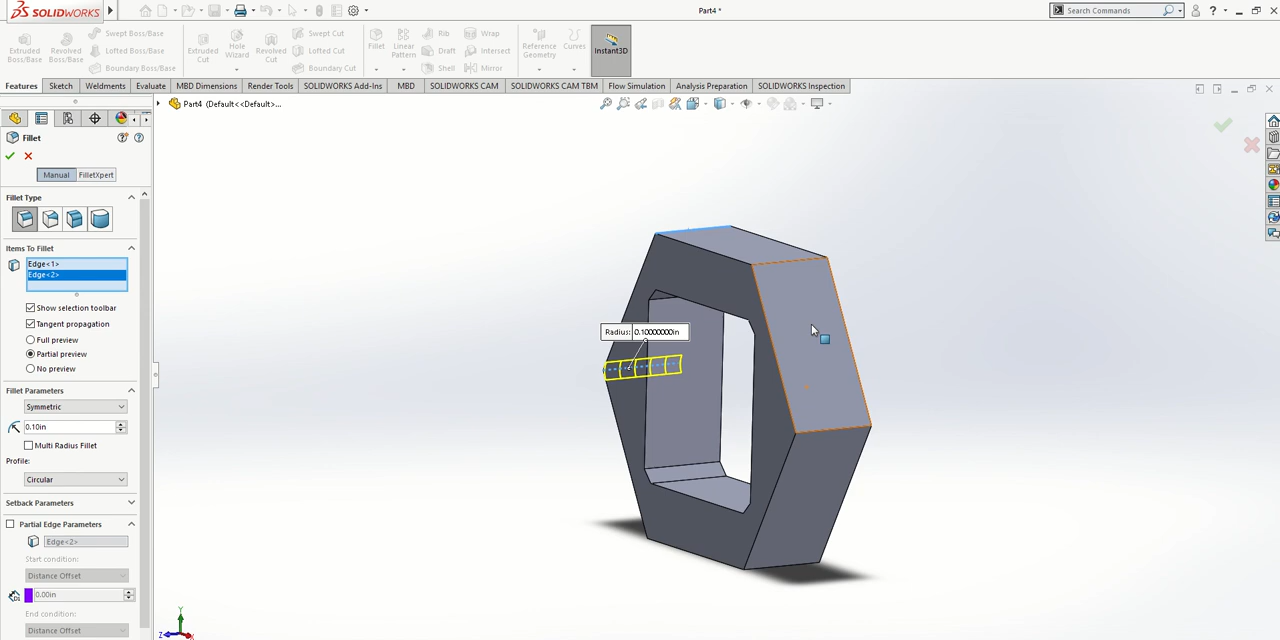 SOLIDWORKS
Part4 *
Search Commands
Extruded Boss/Base
Revolved Boss/Base
Swept Boss/Base
Lofted Boss/Base
Boundary Boss/Base
Extruded Cut
Hole Wizard
Revolved Cut
Swept Cut
Lofted Cut
Boundary Cut
Fillet
Linear Pattern
Rib
Draft
Shell
Wrap
Intersect
Mirror
Reference Geometry
Curves
Instant3D
Features Sketch Weldments Evaluate MBD Dimensions Render Tools SOLIDWORKS Add-Ins MBD SOLIDWORKS CAM SOLIDWORKS CAM TBM Flow Simulation Analysis Preparation SOLIDWORKS Inspection
Part4 (Default<<Default>...
Fillet
Manual FilletXpert
Fillet Type
Items To Fillet
Edge<1>
Edge<2>
Show selection toolbar
Tangent propagation
Full preview
Partial preview
No preview
Fillet Parameters
Symmetric
0.10in
Multi Radius Fillet
Profile:
Circular
Setback Parameters
Partial Edge Parameters
Edge<2>
Start condition:
Distance Offset
0.00in
End condition:
Distance Offset
Radius: 0.10000000in
Y
Z
X